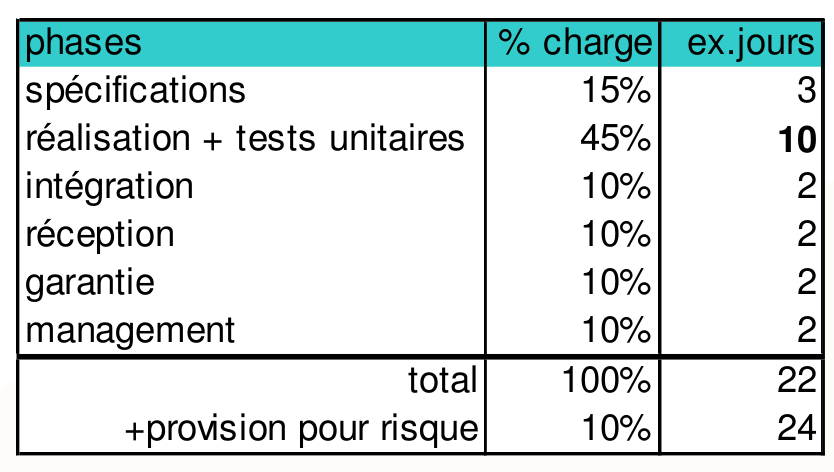 phases % charge ex.jours
spécifications 15% 3
réalisation + tests unitaires 45% 10
intégration 10% 2
réception 10% 2
garantie 10% 2
management 10% 2
total 100% 22
+provision pour risque 10% 24